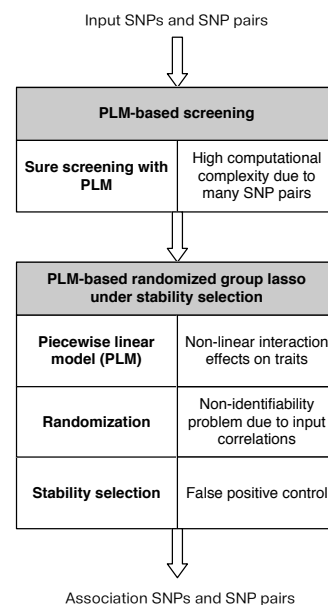 Input SNPs and SNP pairs
PLM-based screening
Sure screening with
PLM
High computational
complexity due to
many SNP pairs
PLM-based randomized group lasso
under stability selection
Piecewise linear
model (PLM)
Non-linear interaction
effects on traits
Randomization
Non-identifiability
problem due to input
correlations
Stability selection
False positive control
Association SNPs and SNP pairs